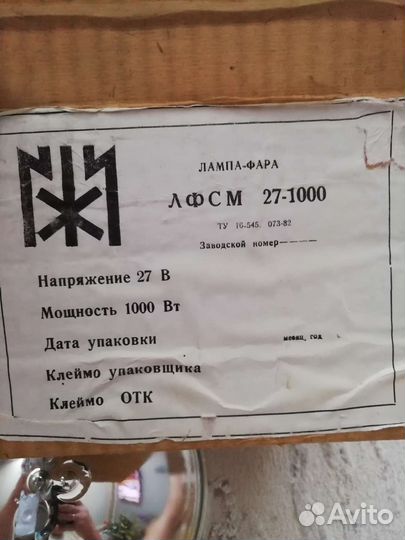 ЛАМПА-ФАРА
ЛФСМ 27-1000
ТУ 16-545. 073-82
Заводской номер————
Напряжение 27 В
Мощность 1000 Вт
Дата упаковки месяц, год
Клеймо упаковщика
Клеймо ОТК
Avito